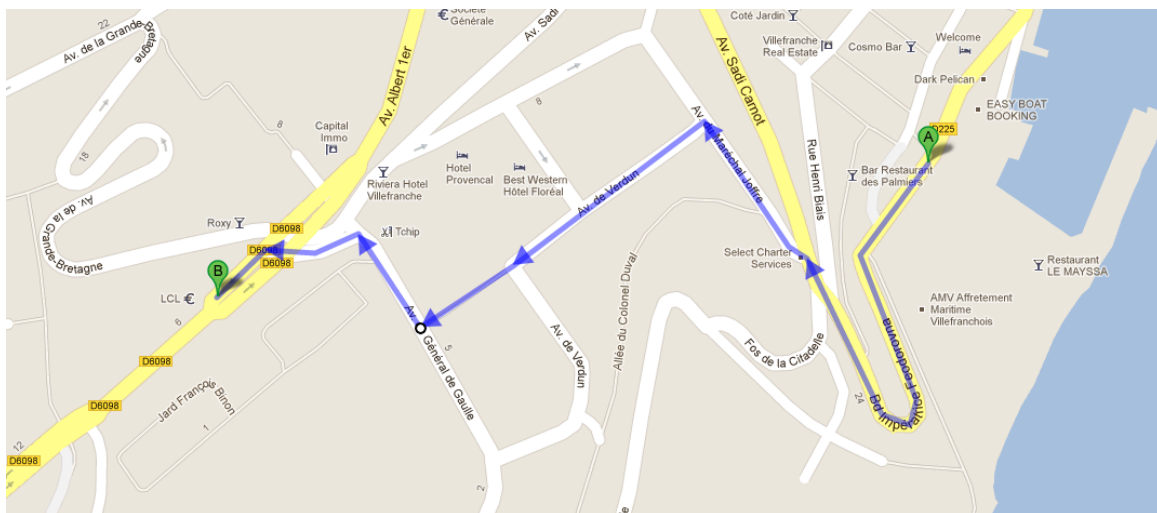 22
Société
Générale
Av. Sadi
Coté Jardin
Villefranche
Real Estate
Cosmo Bar
Welcome
Dark Pelican
EASY BOAT
BOOKING
Av. de la Grande
Bretagne
Av. Albert 1er
Av. Sadi Carnot
8
8
Capital
Immo
18
Av. du Maréchal Joffre
Rue Henri Biais
D225
A
Bar Restaurant
des Palmiers
Hotel
Provencal
Best Western
Hôtel Floréal
Riviera Hotel
Villefranche
Av. de Verdun
Av. de la
Grande-Bretagne
Roxy
D6098
Tchip
D6098
D6098
B
LCL
6
Select Charter
Services
Restaurant
LE MAYSSA
AMV Affretement
Maritime
Villefranchois
Allée du Colonel Duval
Fos de la Citadelle
Av. de Verdun
Av.
Général de Gaulle
5
D6098
Jard François
Binon
1
D6098
24
Bd Impératrice Feodorovna
12
D6098
2